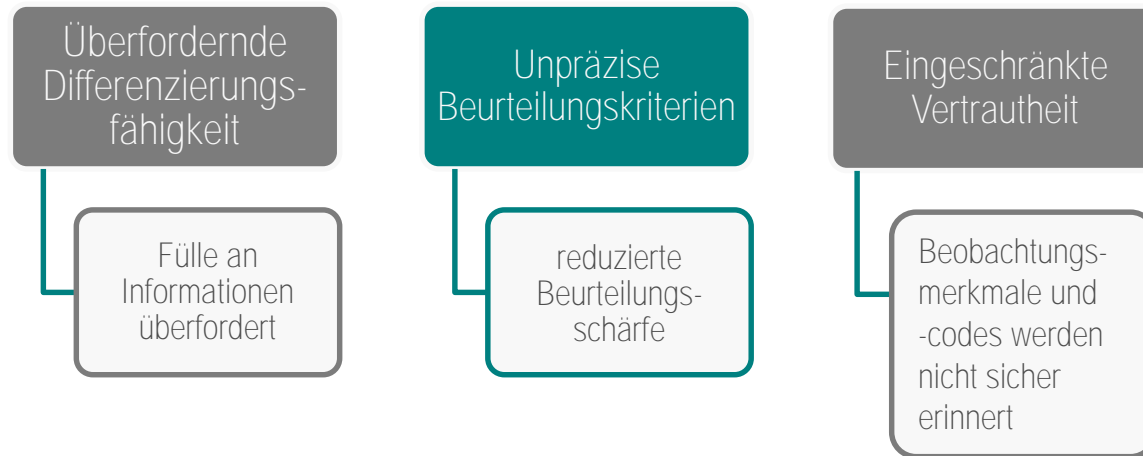 Überfordernde
Differenzierungs-
fähigkeit
Fülle an
Informationen
überfordert
Unpräzise
Beurteilungskriterien
reduzierte
Beurteilungs-
schärfe
Eingeschränkte
Vertrautheit
Beobachtungs-
merkmale und
-codes werden
nicht sicher
erinnert